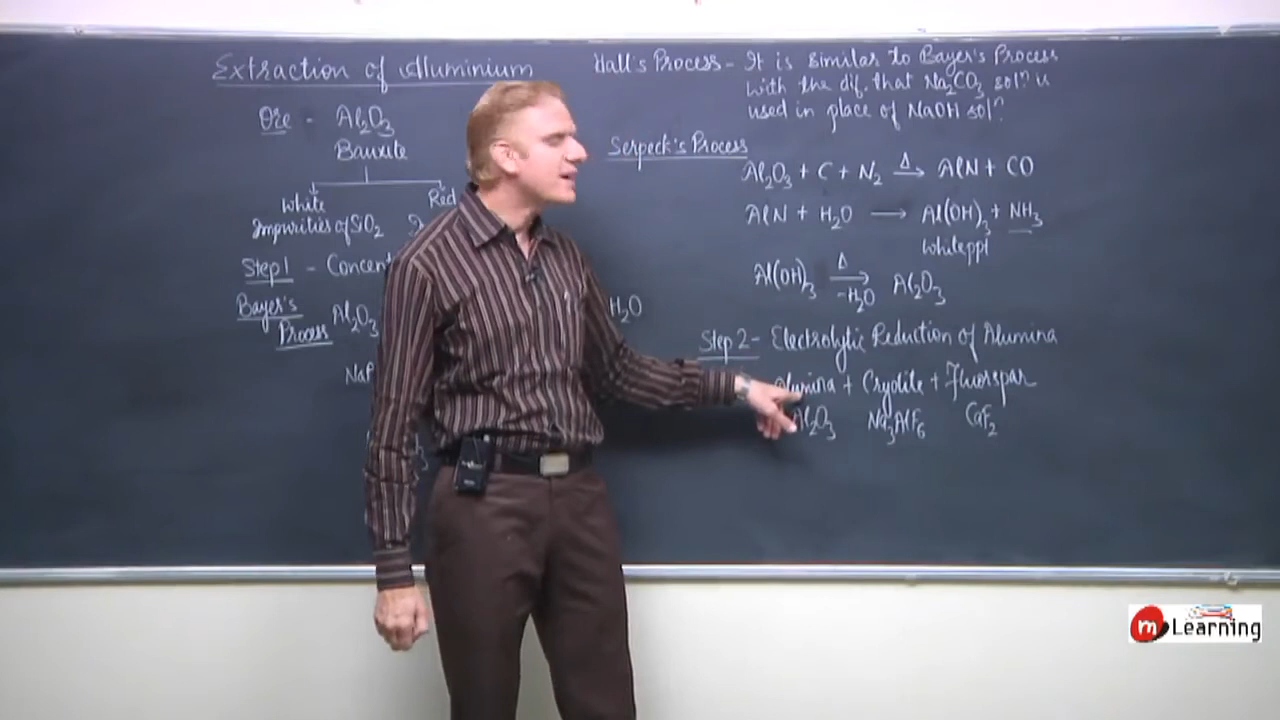 Extraction of Aluminium
Ore - Al₂O₃
Bauxite
White Red
Impurities of SiO₂
Step 1 - Concent
Bayer's Al₂O₃ H₂O
Process
NaP
Hall's Process - It is similar to Bayer's Process
with the dif. that Na₂CO₃ solⁿ is
used in place of NaOH solⁿ.
Serpeck's Process
Al₂O₃ + C + N₂ Δ→ AlN + CO
AlN + H₂O → Al(OH)₃ + NH₃
White ppt
Al(OH)₃ Δ→ -H₂O Al₂O₃
Step 2 - Electrolytic Reduction of Alumina
Alumina + Cryolite + Fluorspar
Al₂O₃ Na₃AlF₆ CaF₂
m Learning